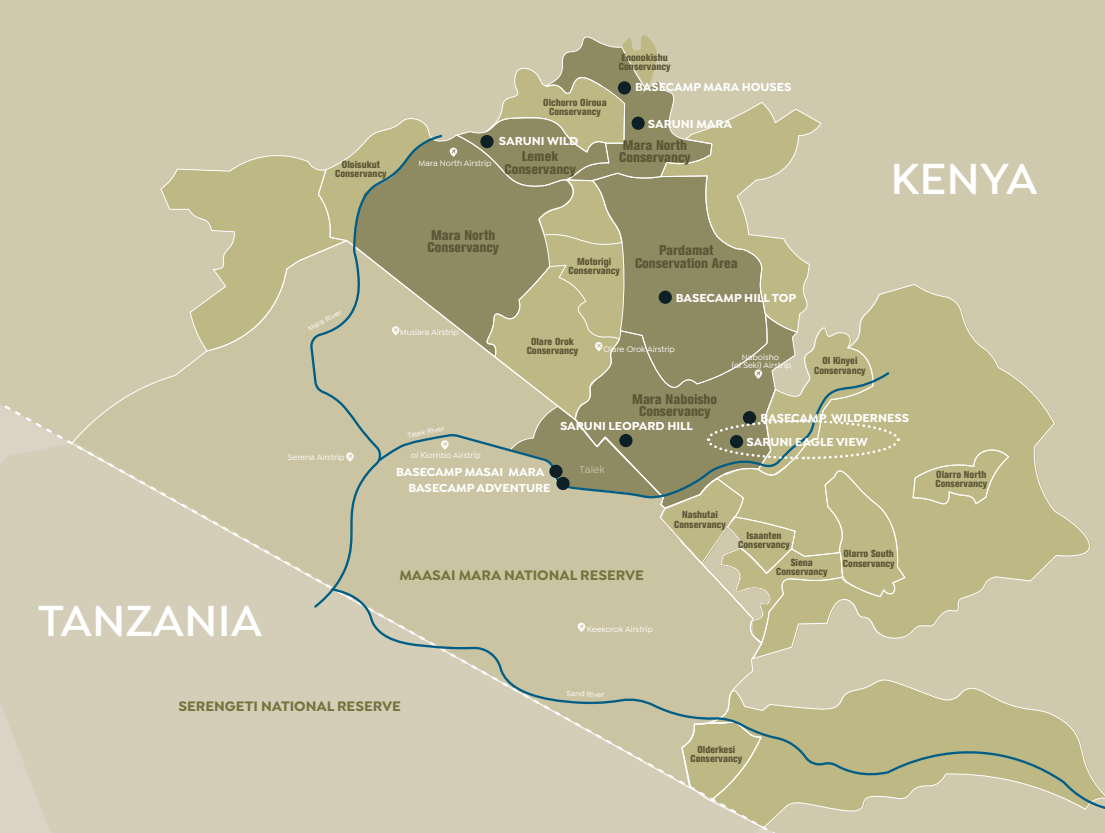 Enonokishu
Conservancy
BASECAMP MARA HOUSES
Olchorro Oiroua
Conservancy
SARUNI MARA
SARUNI WILD
Mara North
Conservancy
Lemek
Conservancy
Mara North Airstrip
Oloisukut
Conservancy
KENYA
Mara North
Conservancy
Pardamat
Conservation Area
Motorigi
Conservancy
BASECAMP HILL TOP
Mara River
Musiara Airstrip
Olare Orok
Conservancy
Olare Orok Airstrip
Naboisho
(ol Seki) Airstrip
Ol Kinyei
Conservancy
Mara Naboisho
Conservancy
BASECAMP WILDERNESS
SARUNI LEOPARD HILL
SARUNI EAGLE VIEW
Talek River
ol Kiombo Airstrip
Serena Airstrip
BASECAMP MASAI MARA
Talek
BASECAMP ADVENTURE
Olarro North
Conservancy
Nashutai
Conservancy
Isaanten
Conservancy
Olarro South
Conservancy
Siena
Conservancy
MAASAI MARA NATIONAL RESERVE
TANZANIA
Keekorok Airstrip
Sand River
SERENGETI NATIONAL RESERVE
Olderkesi
Conservancy